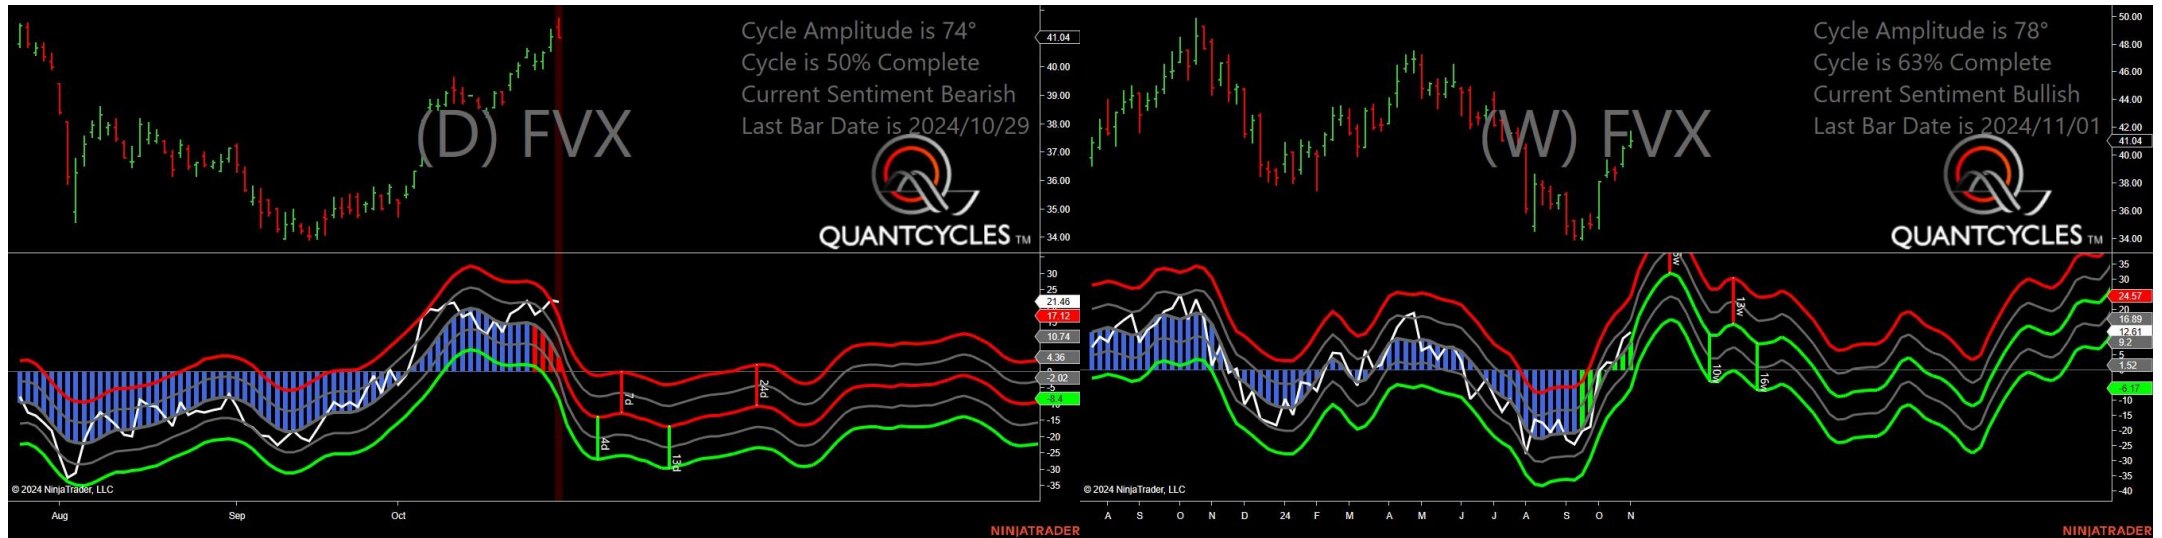 Cycle Amplitude is 74°
Cycle is 50% Complete
Current Sentiment Bearish
Last Bar Date is 2024/10/29
(D) FVX
QUANTCYCLES TM
41.04
40.00
39.00
38.00
37.00
36.00
35.00
34.00
30
25
21.46
17.12
10.74
4.36
-2.02
-5
-8.4
-15
-20
-25
-30
-35
4d
7d
13d
24d
© 2024 NinjaTrader, LLC
Aug Sep Oct
NINJATRADER
Cycle Amplitude is 78°
Cycle is 63% Complete
Current Sentiment Bullish
Last Bar Date is 2024/11/01
(W) FVX
QUANTCYCLES TM
50.00
48.00
46.00
44.00
42.00
41.04
40.00
38.00
36.00
34.00
35
30
24.57
20
16.89
12.61
9.2
5
1.52
-6.17
-10
-15
-20
-25
-30
-35
-40
13w
10w
16w
© 2024 NinjaTrader, LLC
A S O N D 24 F M A M J J A S O N
NINJATRADER